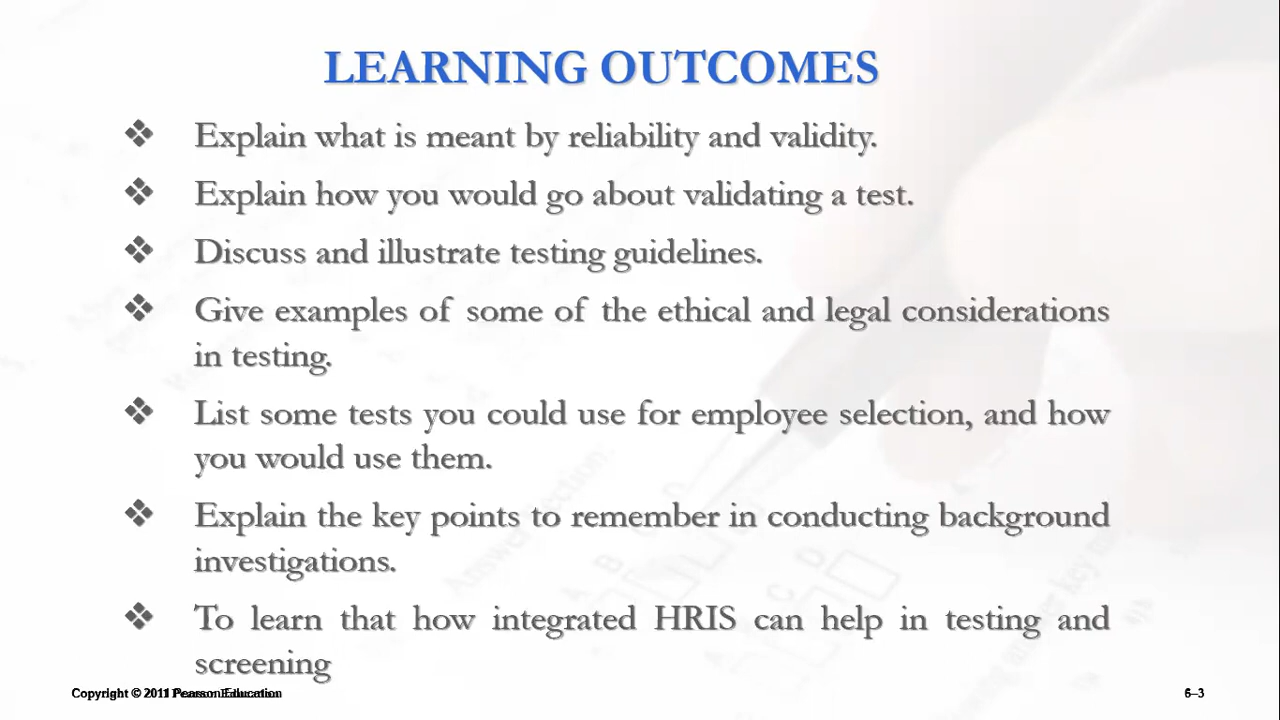 LEARNING OUTCOMES
❖ Explain what is meant by reliability and validity.
❖ Explain how you would go about validating a test.
❖ Discuss and illustrate testing guidelines.
❖ Give examples of some of the ethical and legal considerations
in testing.
❖ List some tests you could use for employee selection, and how
you would use them.
❖ Explain the key points to remember in conducting background
investigations.
❖ To learn that how integrated HRIS can help in testing and
screening
Copyright © 2011 Pearson Education
6–3